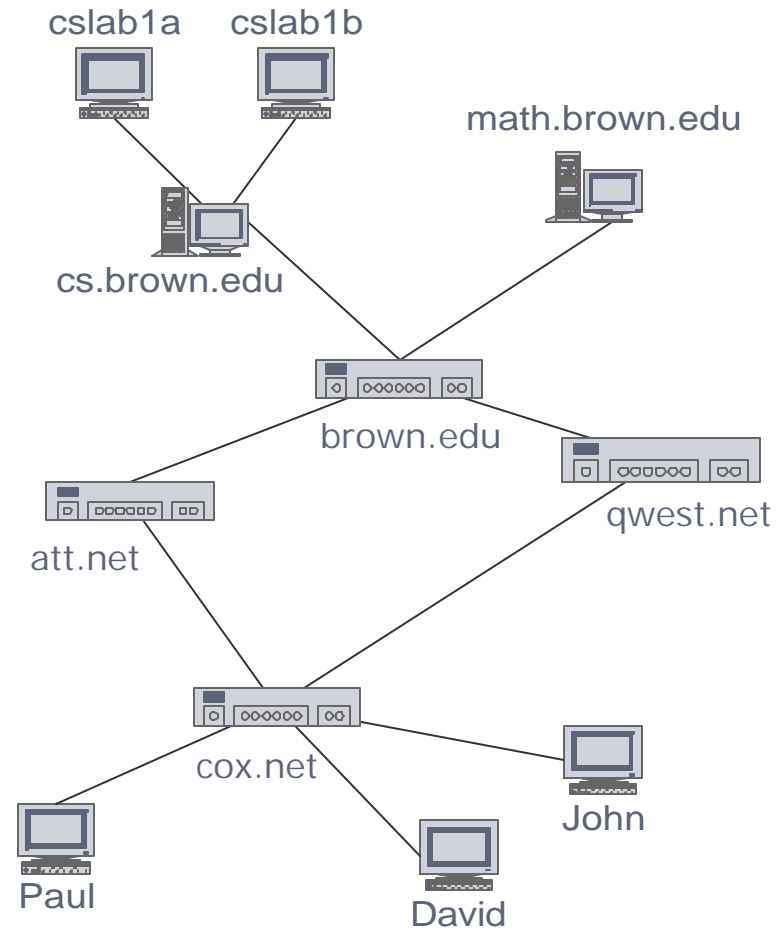 cslab1a cslab1b
math.brown.edu
cs.brown.edu
brown.edu
qwest.net
att.net
cox.net
John
Paul
David